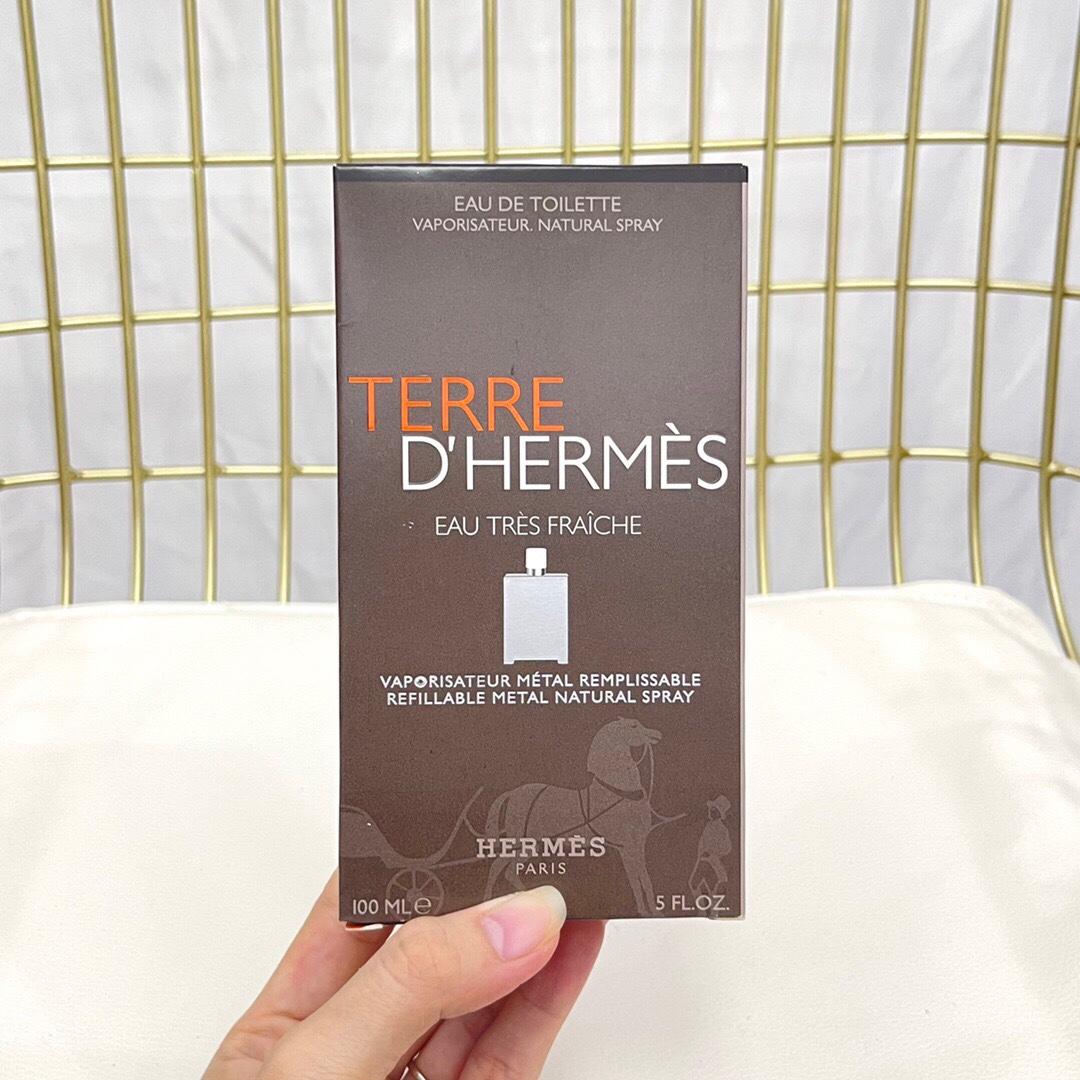 EAU DE TOILETTE
VAPORISATEUR. NATURAL SPRAY
TERRE
D'HERMÈS
EAU TRÈS FRAÎCHE
VAPORISATEUR MÉTAL REMPLISSABLE
REFILLABLE METAL NATURAL SPRAY
HERMÈS
PARIS
100 ML ℮
5 FL.OZ.